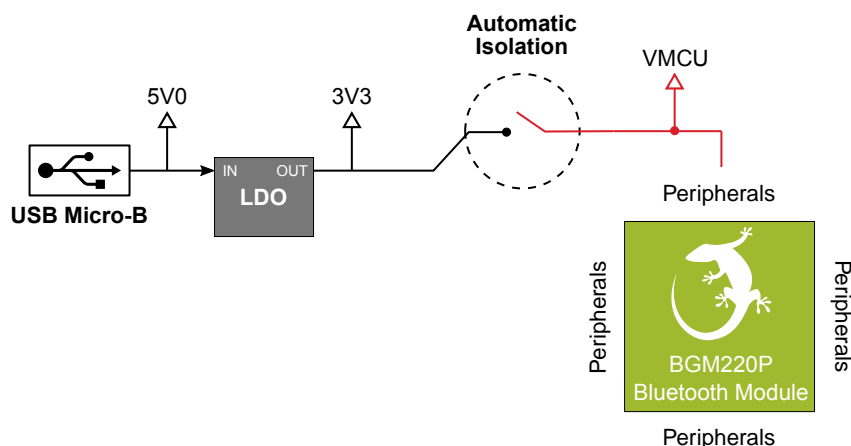 Automatic
Isolation
VMCU
5V0
3V3
IN
OUT
LDO
USB Micro-B
Peripherals
Peripherals
Peripherals
BGM220P
Bluetooth Module
Peripherals